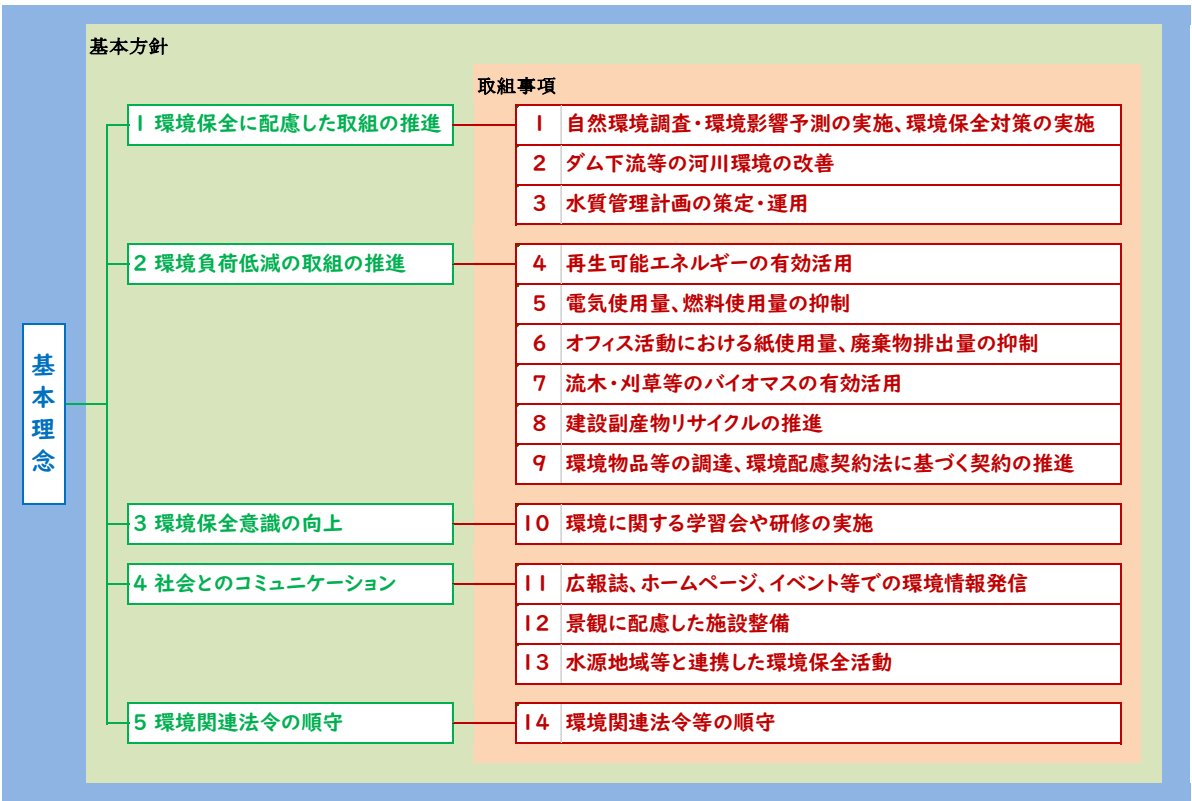 基本方針
取組事項
基本理念
1 環境保全に配慮した取組の推進
1 自然環境調査・環境影響予測の実施、環境保全対策の実施
2 ダム下流等の河川環境の改善
3 水質管理計画の策定・運用
2 環境負荷低減の取組の推進
4 再生可能エネルギーの有効活用
5 電気使用量、燃料使用量の抑制
6 オフィス活動における紙使用量、廃棄物排出量の抑制
7 流木・刈草等のバイオマスの有効活用
8 建設副産物リサイクルの推進
9 環境物品等の調達、環境配慮契約法に基づく契約の推進
3 環境保全意識の向上
10 環境に関する学習会や研修の実施
4 社会とのコミュニケーション
11 広報誌、ホームページ、イベント等での環境情報発信
12 景観に配慮した施設整備
13 水源地域等と連携した環境保全活動
5 環境関連法令の順守
14 環境関連法令等の順守